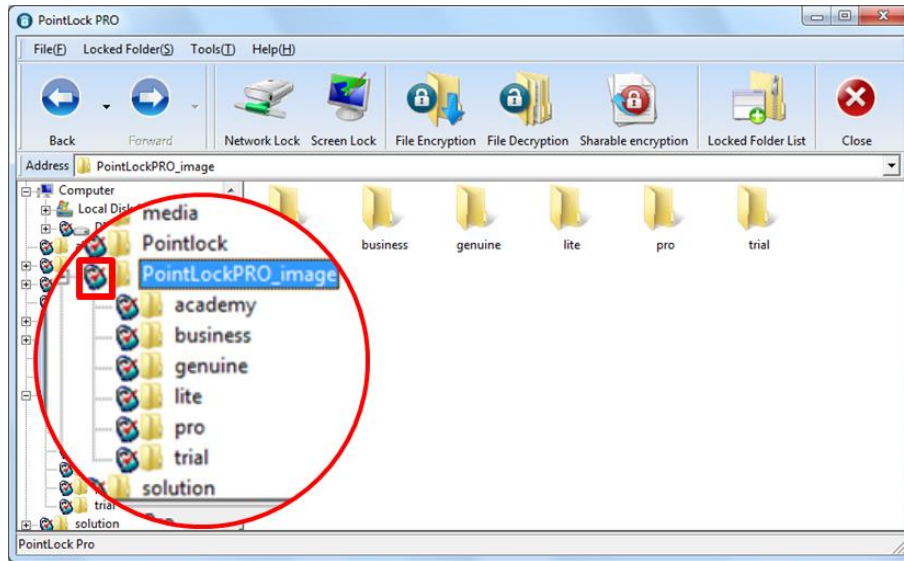 PointLock PRO
File(F) Locked Folder(S) Tools(T) Help(H)
Back Forward Network Lock Screen Lock File Encryption File Decryption Sharable encryption Locked Folder List Close
Address PointLockPRO_image
Computer
Local Dis
media
Pointlock
PointLockPRO_image
academy
business
genuine
lite
pro
trial
solution
trial
solution
business genuine lite pro trial
PointLock Pro